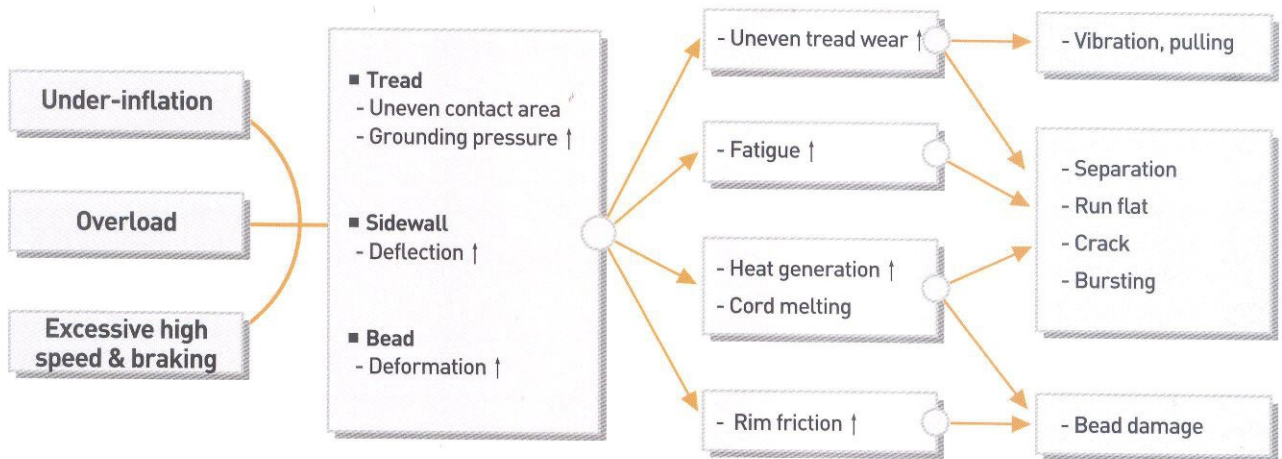 Under-inflation
Overload
Excessive high
speed & braking
■ Tread
- Uneven contact area
- Grounding pressure ↑
■ Sidewall
- Deflection ↑
■ Bead
- Deformation ↑
- Uneven tread wear ↑
- Fatigue ↑
- Heat generation ↑
- Cord melting
- Rim friction ↑
- Vibration, pulling
- Separation
- Run flat
- Crack
- Bursting
- Bead damage